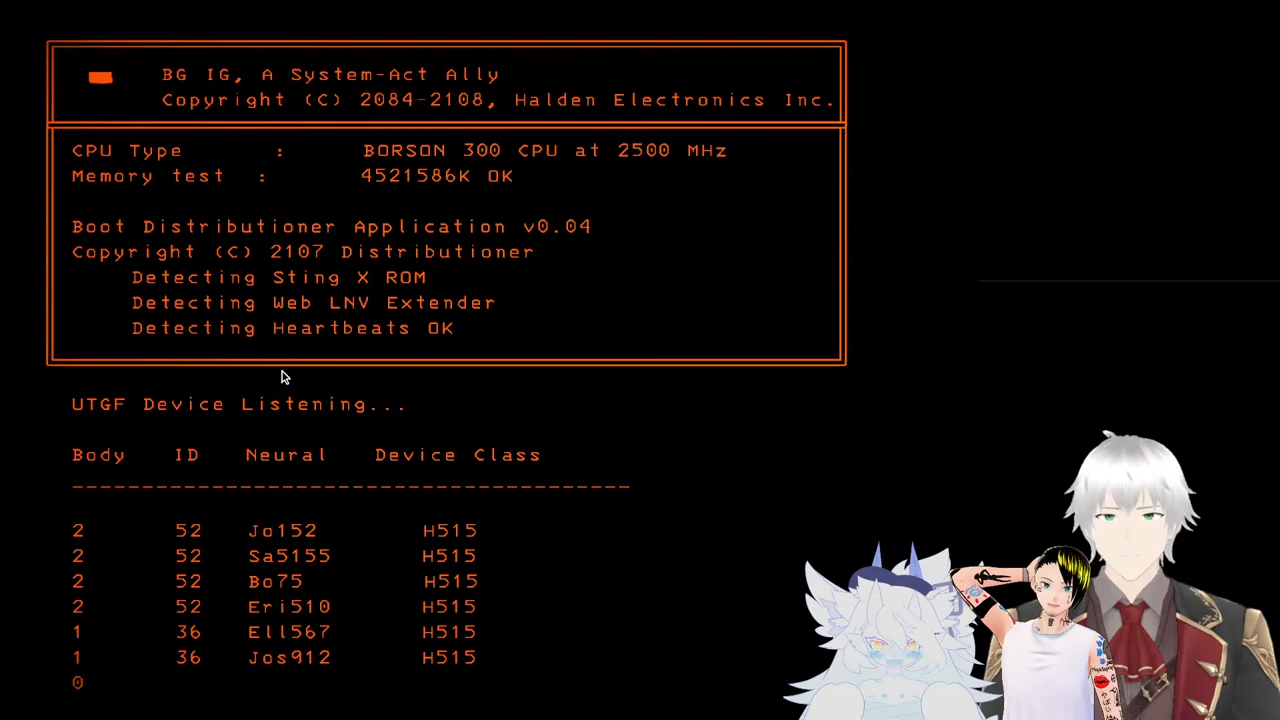 BG IG, A System-Act Ally
Copyright (C) 2084-2108, Halden Electronics Inc.
CPU Type : BORSON 300 CPU at 2500 MHz
Memory test : 4521586K OK
Boot Distributioner Application v0.04
Copyright (C) 2107 Distributioner
Detecting Sting X ROM
Detecting Web LNV Extender
Detecting Heartbeats OK
UTGF Device Listening...
Body ID Neural Device Class
-----------------------------------------
2 52 Jo152 H515
2 52 Sa5155 H515
2 52 Bo75 H515
2 52 Eri510 H515
1 36 Ell567 H515
1 36 Jos912 H515
0